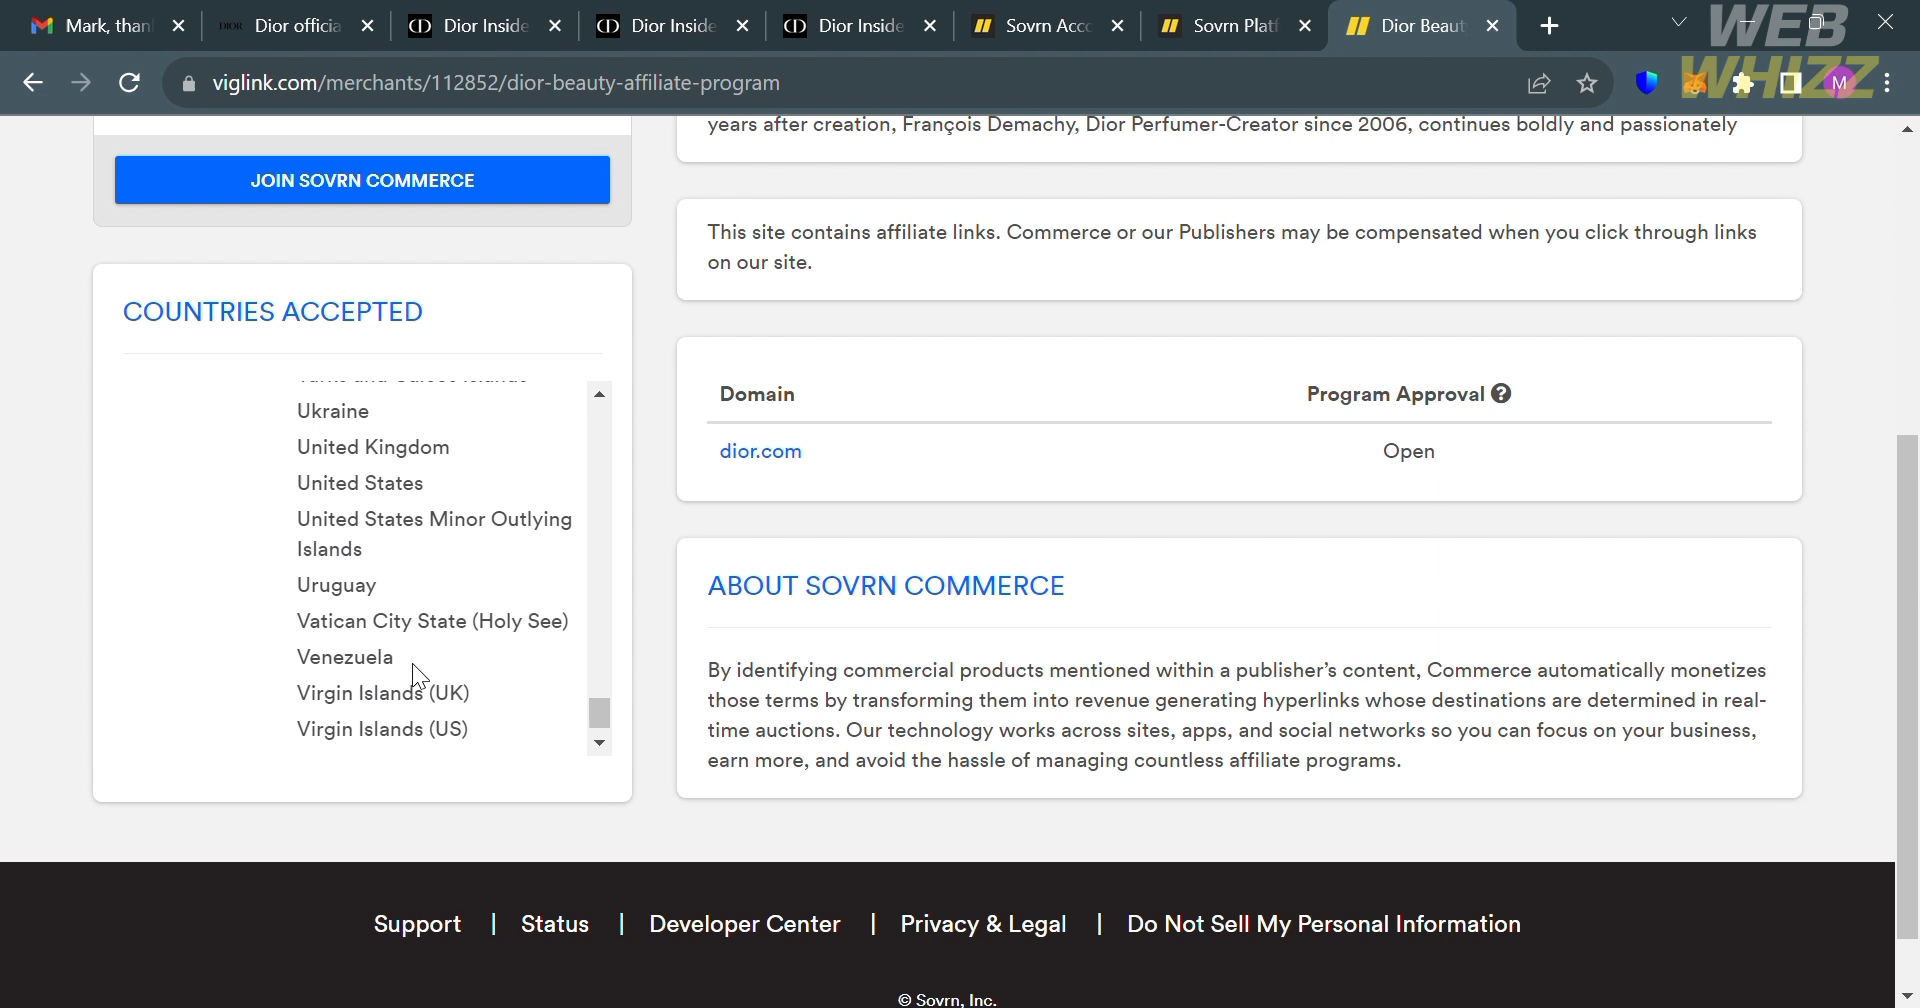 Mark, than
Dior officia
Dior Inside
Dior Inside
Dior Inside
Sovrn Acc
Sovrn Platf
Dior Beaut
WEB
WHIZZ
viglink.com/merchants/112852/dior-beauty-affiliate-program
M
years after creation, François Demachy, Dior Perfumer-Creator since 2006, continues boldly and passionately
JOIN SOVRN COMMERCE
This site contains affiliate links. Commerce or our Publishers may be compensated when you click through links
on our site.
COUNTRIES ACCEPTED
Ukraine
United Kingdom
United States
United States Minor Outlying
Islands
Uruguay
Vatican City State (Holy See)
Venezuela
Virgin Islands (UK)
Virgin Islands (US)
Domain
Program Approval ?
dior.com
Open
ABOUT SOVRN COMMERCE
By identifying commercial products mentioned within a publisher’s content, Commerce automatically monetizes
those terms by transforming them into revenue generating hyperlinks whose destinations are determined in real-
time auctions. Our technology works across sites, apps, and social networks so you can focus on your business,
earn more, and avoid the hassle of managing countless affiliate programs.
Support | Status | Developer Center | Privacy & Legal | Do Not Sell My Personal Information
© Sovrn, Inc.